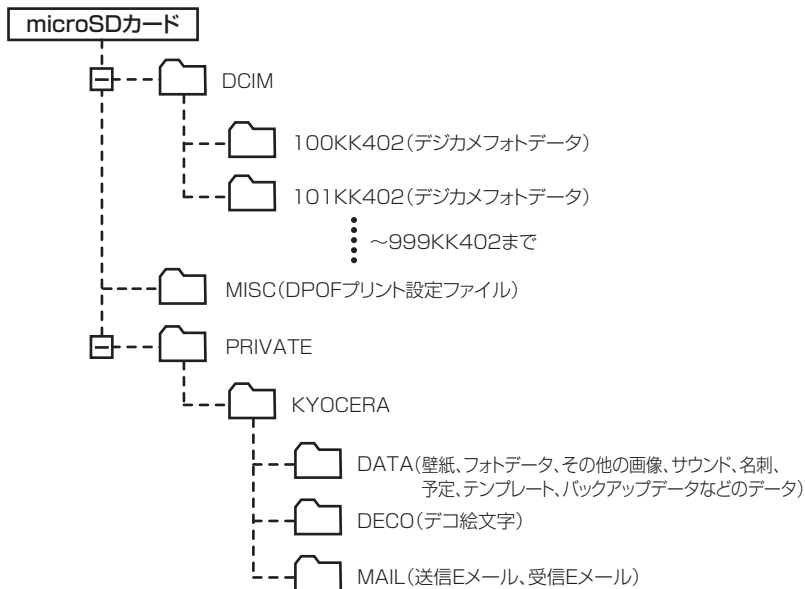 microSDカード
DCIM
100KK402(デジカメフォトデータ)
101KK402(デジカメフォトデータ)
〜999KK402まで
MISC(DPOFプリント設定ファイル)
PRIVATE
KYOCERA
DATA(壁紙、フォトデータ、その他の画像、サウンド、名刺、
予定、テンプレート、バックアップデータなどのデータ)
DECO(デコ絵文字)
MAIL(送信Eメール、受信Eメール)